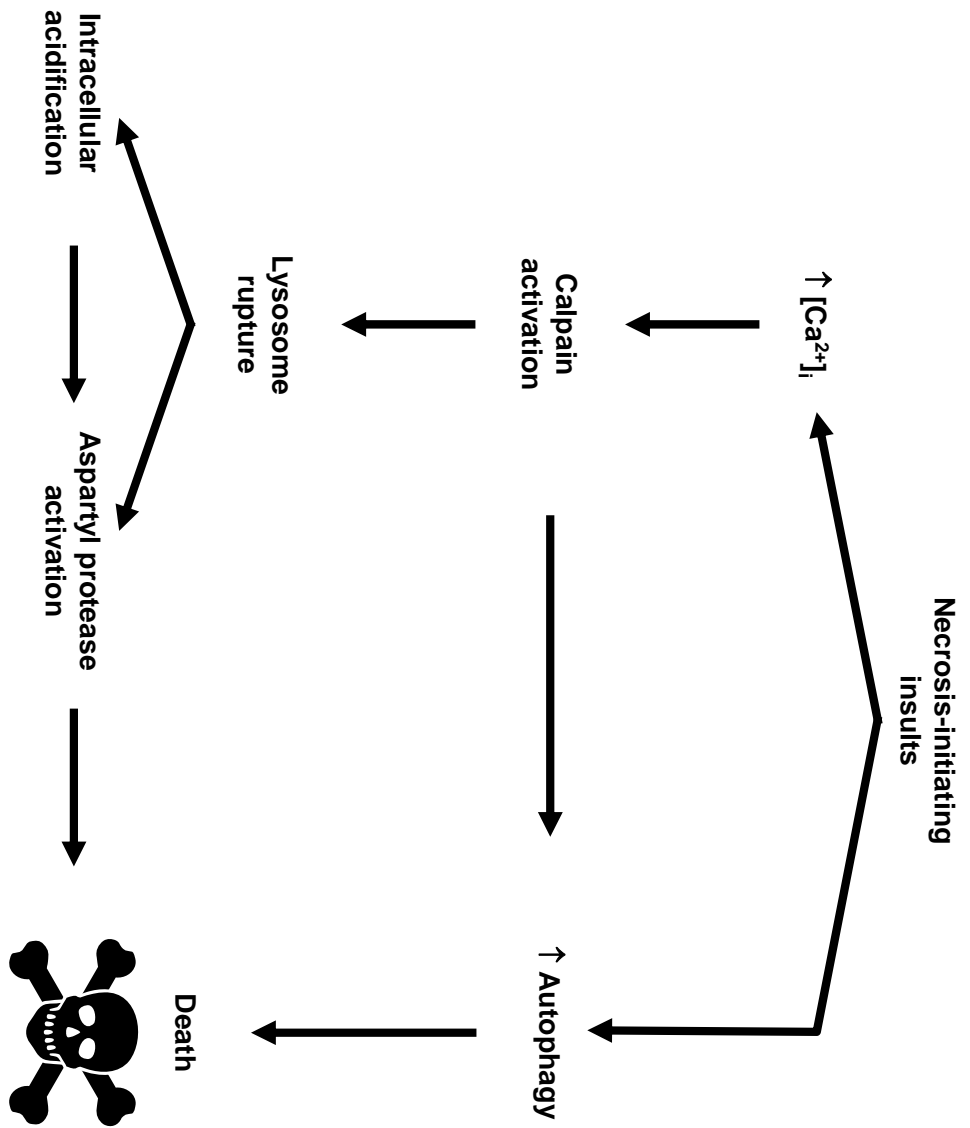 Necrosis-initiating
insults
↑ [Ca²⁺]ᵢ
Calpain
activation
↑ Autophagy
Lysosome
rupture
Death
Intracellular
acidification
Aspartyl protease
activation